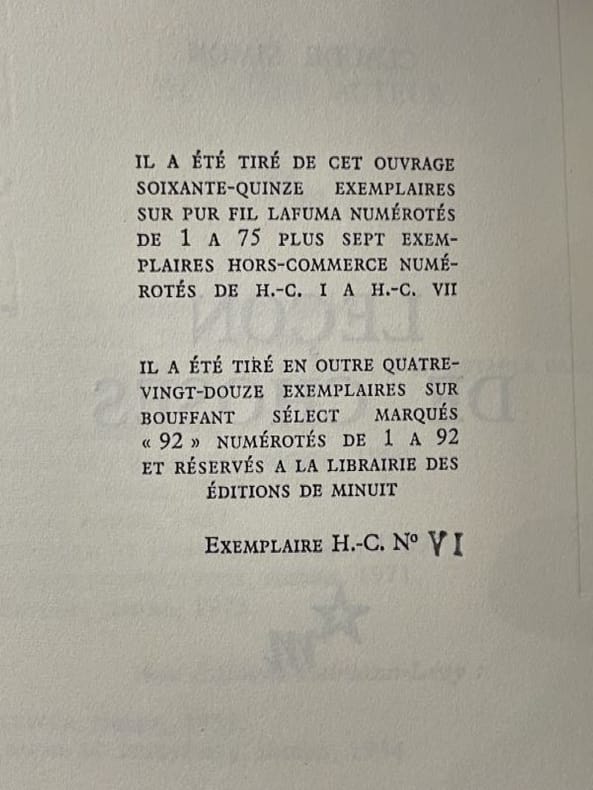 IL A ÉTÉ TIRÉ DE CET OUVRAGE
SOIXANTE-QUINZE EXEMPLAIRES
SUR PUR FIL LAFUMA NUMÉROTÉS
DE 1 A 75 PLUS SEPT EXEM-
PLAIRES HORS-COMMERCE NUMÉ-
ROTÉS DE H.-C. I A H.-C. VII
IL A ÉTÉ TIRÉ EN OUTRE QUATRE-
VINGT-DOUZE EXEMPLAIRES SUR
BOUFFANT SÉLECT MARQUÉS
« 92 » NUMÉROTÉS DE 1 A 92
ET RÉSERVÉS A LA LIBRAIRIE DES
ÉDITIONS DE MINUIT
EXEMPLAIRE H.-C. Nº VI